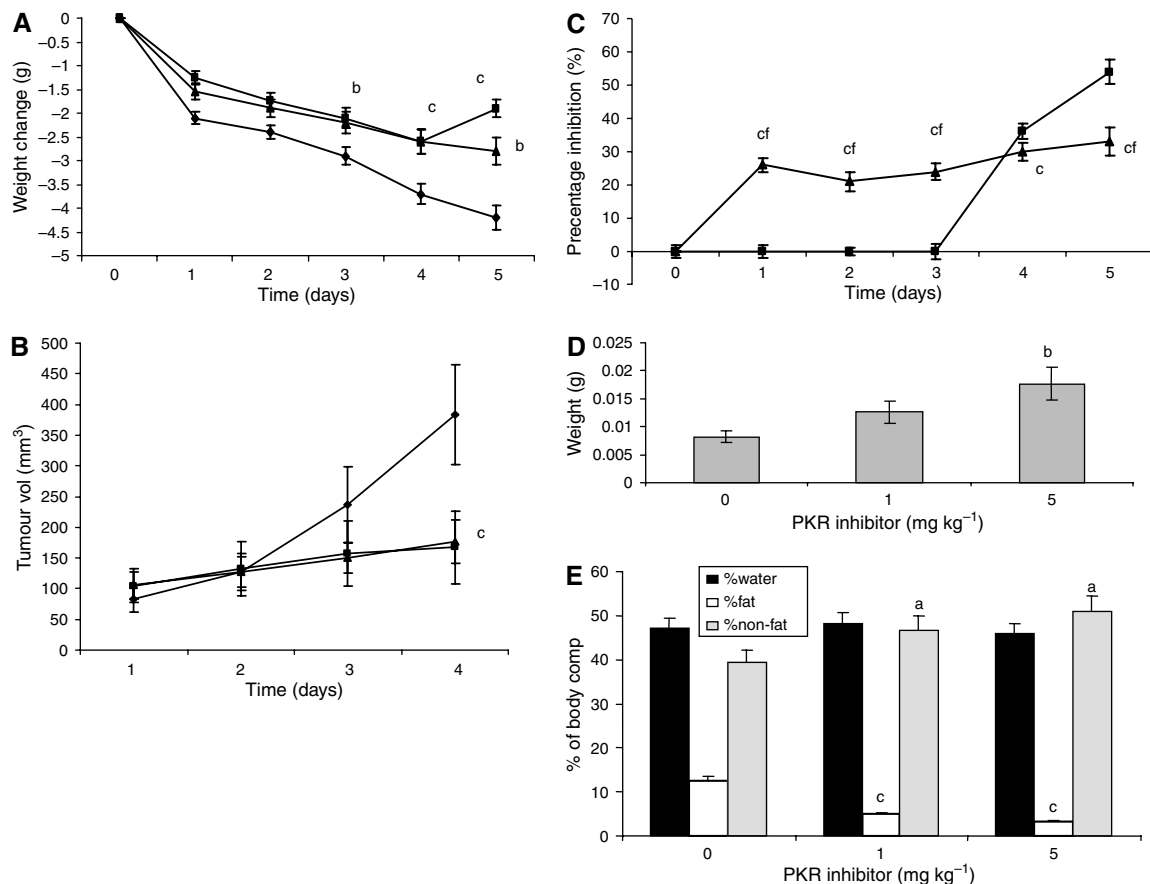 A
Weight change (g)
0
–0.5
–1
–1.5
–2
–2.5
–3
–3.5
–4
–4.5
–5
b
c
c
b
0 1 2 3 4 5
Time (days)
B
Tumour vol (mm3)
500
450
400
350
300
250
200
150
100
50
0
c
1 2 3 4
Time (days)
C
Precentage inhibition (%)
70
60
50
40
30
20
10
0
–10
cf
cf
cf
c
cf
0 1 2 3 4 5
Time (days)
D
Weight (g)
0.025
0.02
0.015
0.01
0.005
0
b
0 1 5
PKR inhibitor (mg kg–1)
E
% of body comp
60
50
40
30
20
10
0
%water
%fat
%non-fat
a
a
c
c
0 1 5
PKR inhibitor (mg kg–1)